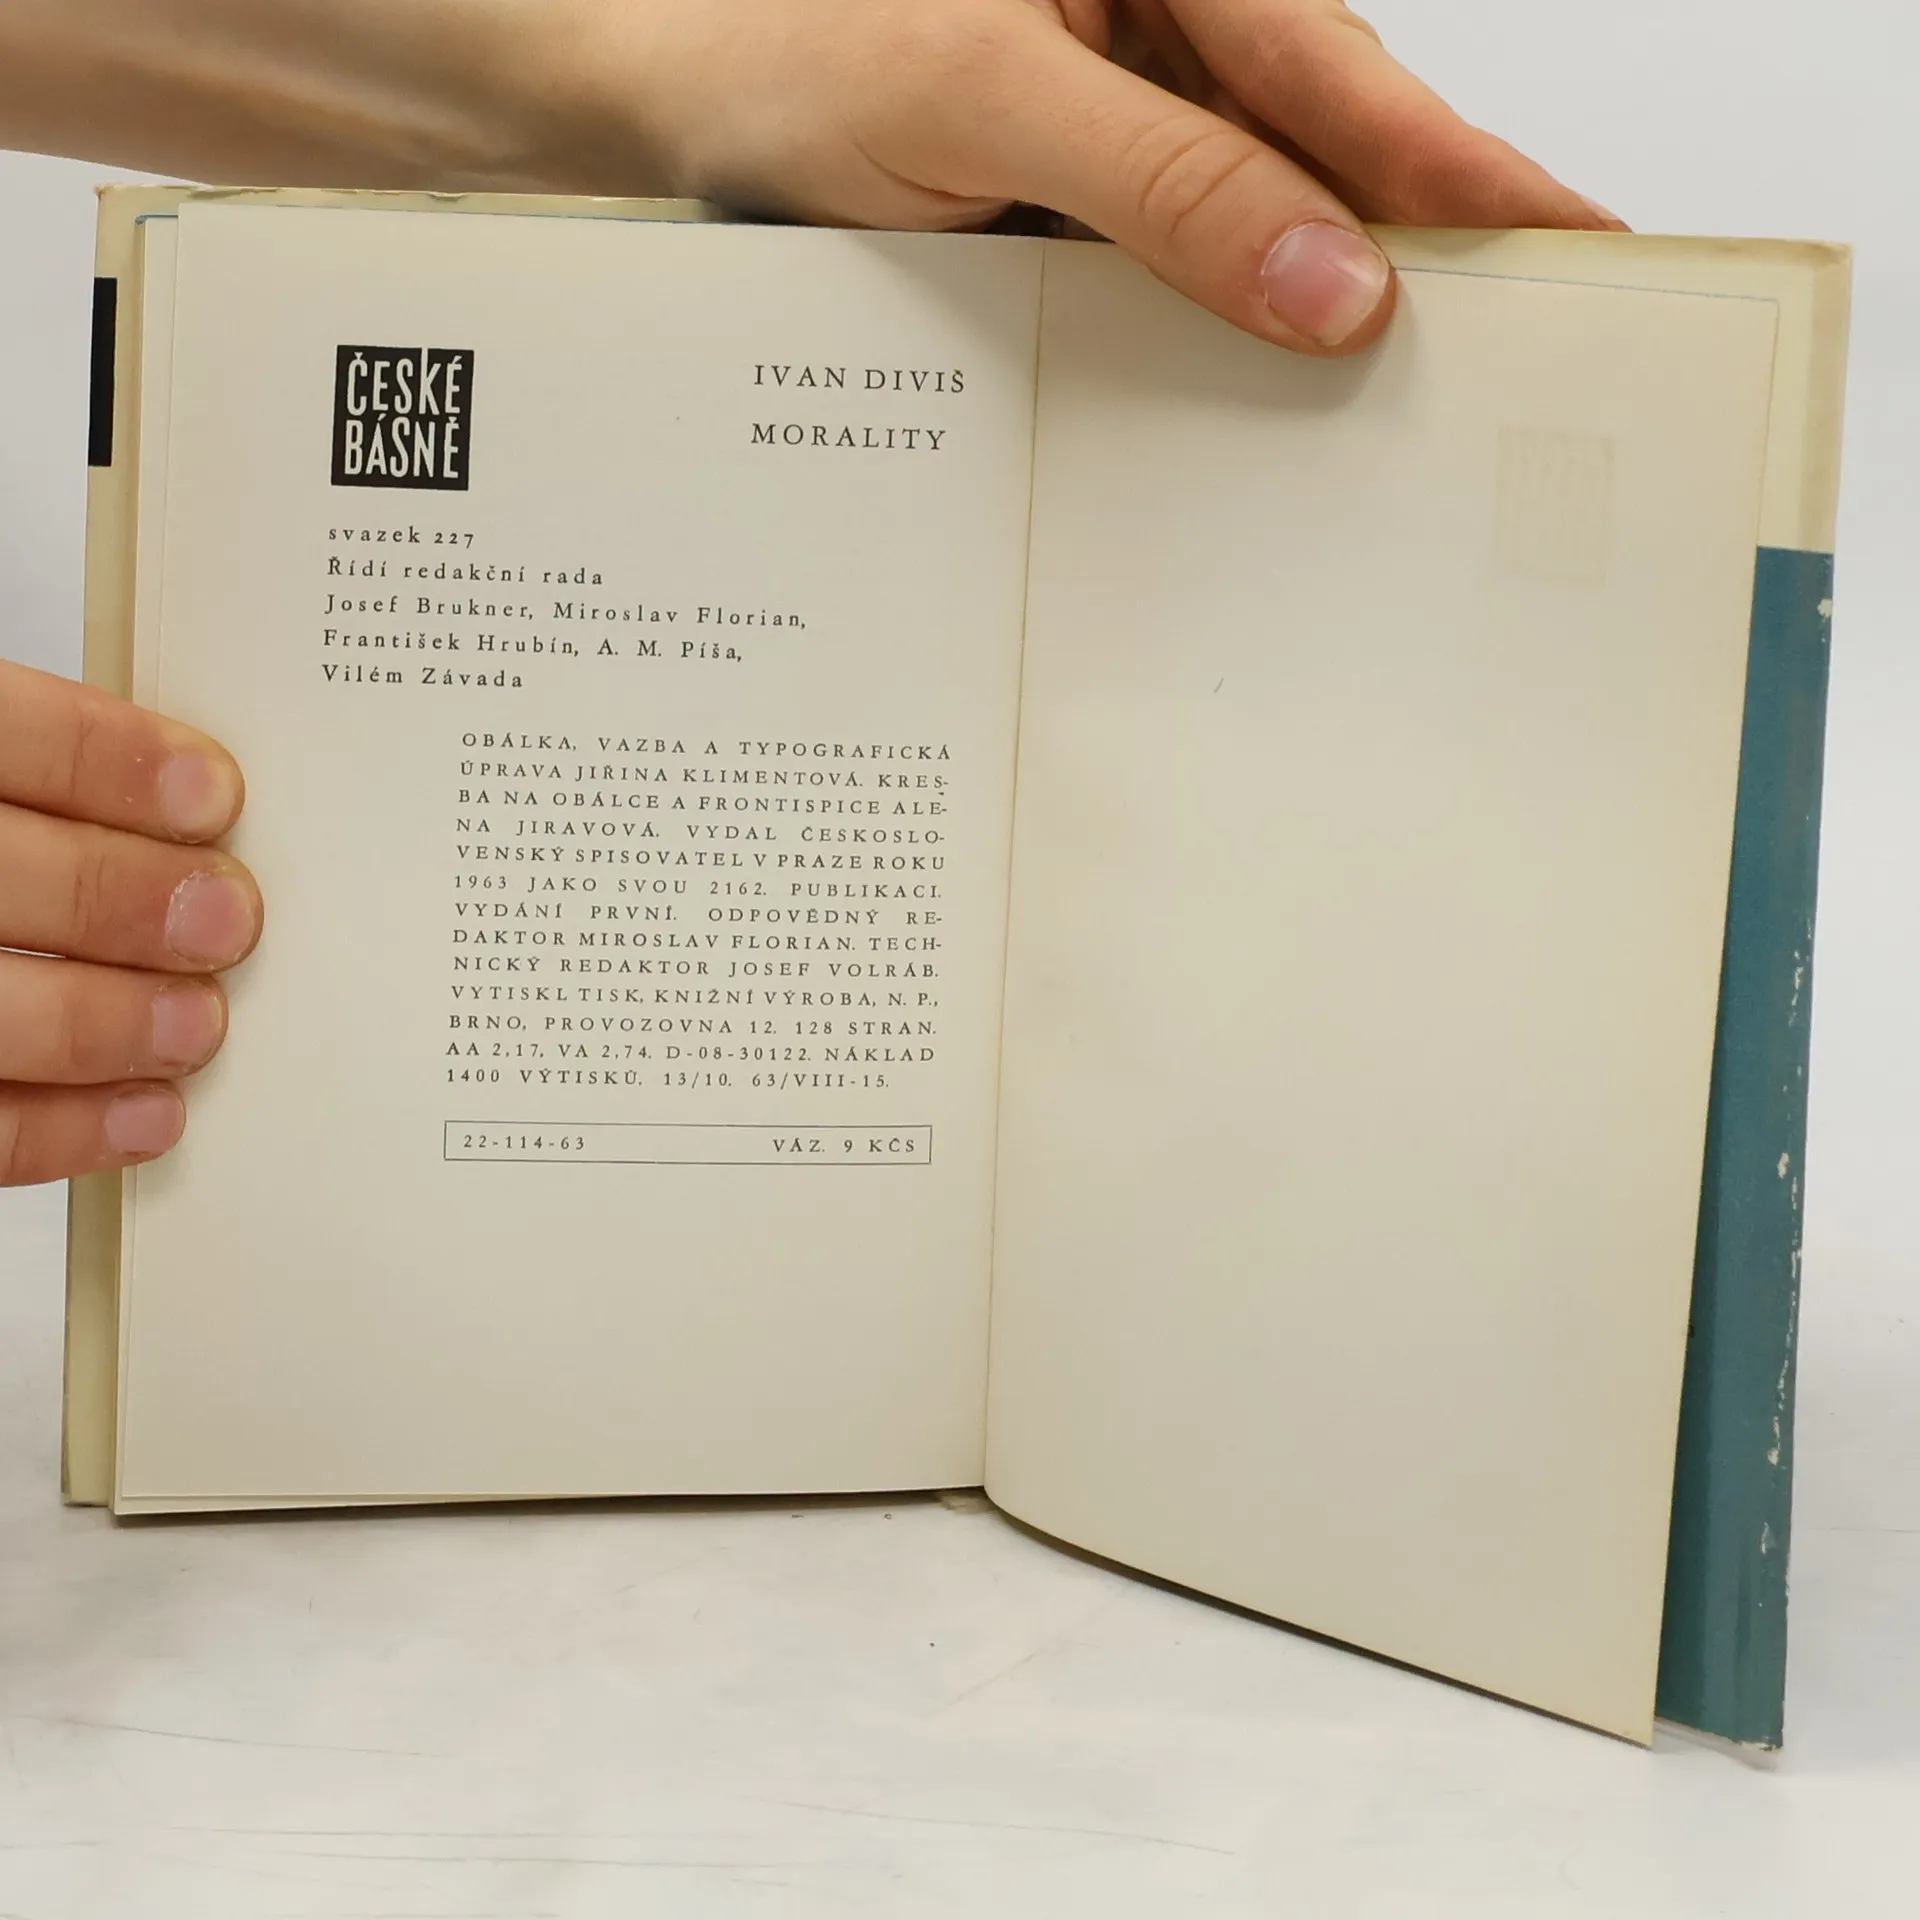 ČESKÉ
BÁSNĚ
IVAN DIVIŠ
MORALITY
svazek 227
Řídí redakční rada
Josef Brukner, Miroslav Florian,
František Hrubín, A. M. Píša,
Vilém Závada
OBÁLKA, VAZBA A TYPOGRAFICKÁ
ÚPRAVA JIŘINA KLIMENTOVÁ. KRES-
BA NA OBÁLCE A FRONTISPICE ALE-
NA JIRAVOVÁ. VYDAL ČESKOSLO-
VENSKÝ SPISOVATEL V PRAZE ROKU
1963 JAKO SVOU 2162. PUBLIKACI.
VYDÁNÍ PRVNÍ. ODPOVĚDNÝ RE-
DAKTOR MIROSLAV FLORIAN. TECH-
NICKÝ REDAKTOR JOSEF VOLRÁB.
VYTISKL TISK, KNIŽNÍ VÝROBA, N. P.,
BRNO, PROVOZOVNA 12. 128 STRAN.
AA 2,17, VA 2,74. D-08-30122. NÁKLAD
1400 VÝTISKŮ. 13/10. 63/VIII-15.
22-114-63 VÁZ. 9 KČS